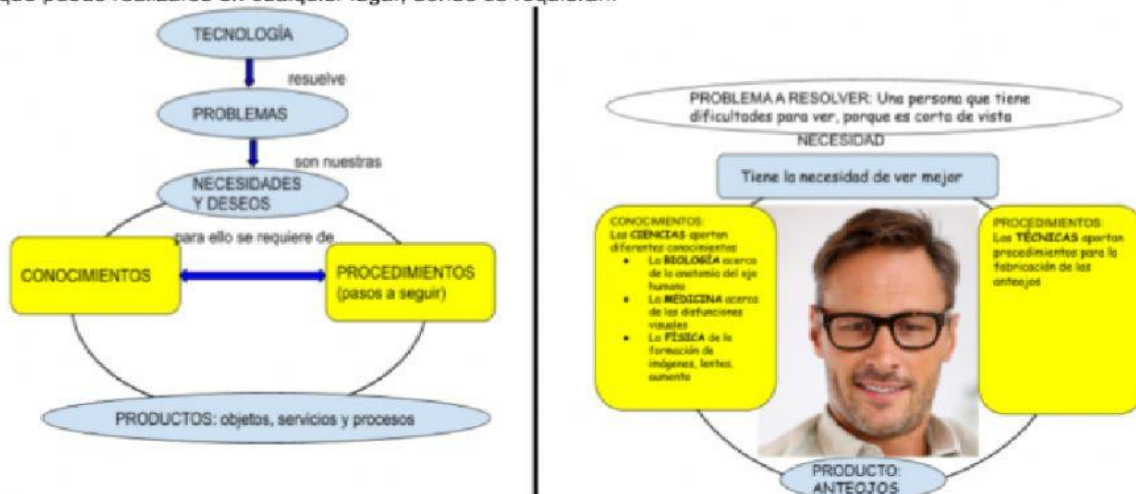 TECNOLOGÍA
resuelve
PROBLEMAS
son nuestras
NECESIDADES
Y DESEOS
para ello se requiere de
CONOCIMIENTOS
PROCEDIMIENTOS
(pasos a seguir)
PRODUCTOS: objetos, servicios y procesos
PROBLEMA A RESOLVER: Una persona que tiene
dificultades para ver, porque es corta de vista
NECESIDAD
Tiene la necesidad de ver mejor
CONOCIMIENTOS:
Las CIENCIAS aportan
diferentes conocimientos
La BIOLOGÍA acerca
de la anatomía del ojo
humano
La MEDICINA acerca
de las disfunciones
visuales
La FÍSICA de la
formación de
imágenes, lentes,
aumento
PROCEDIMIENTOS:
Las TÉCNICAS aportan
procedimientos para la
fabricación de los
anteojos
PRODUCTO:
ANTEOJOS